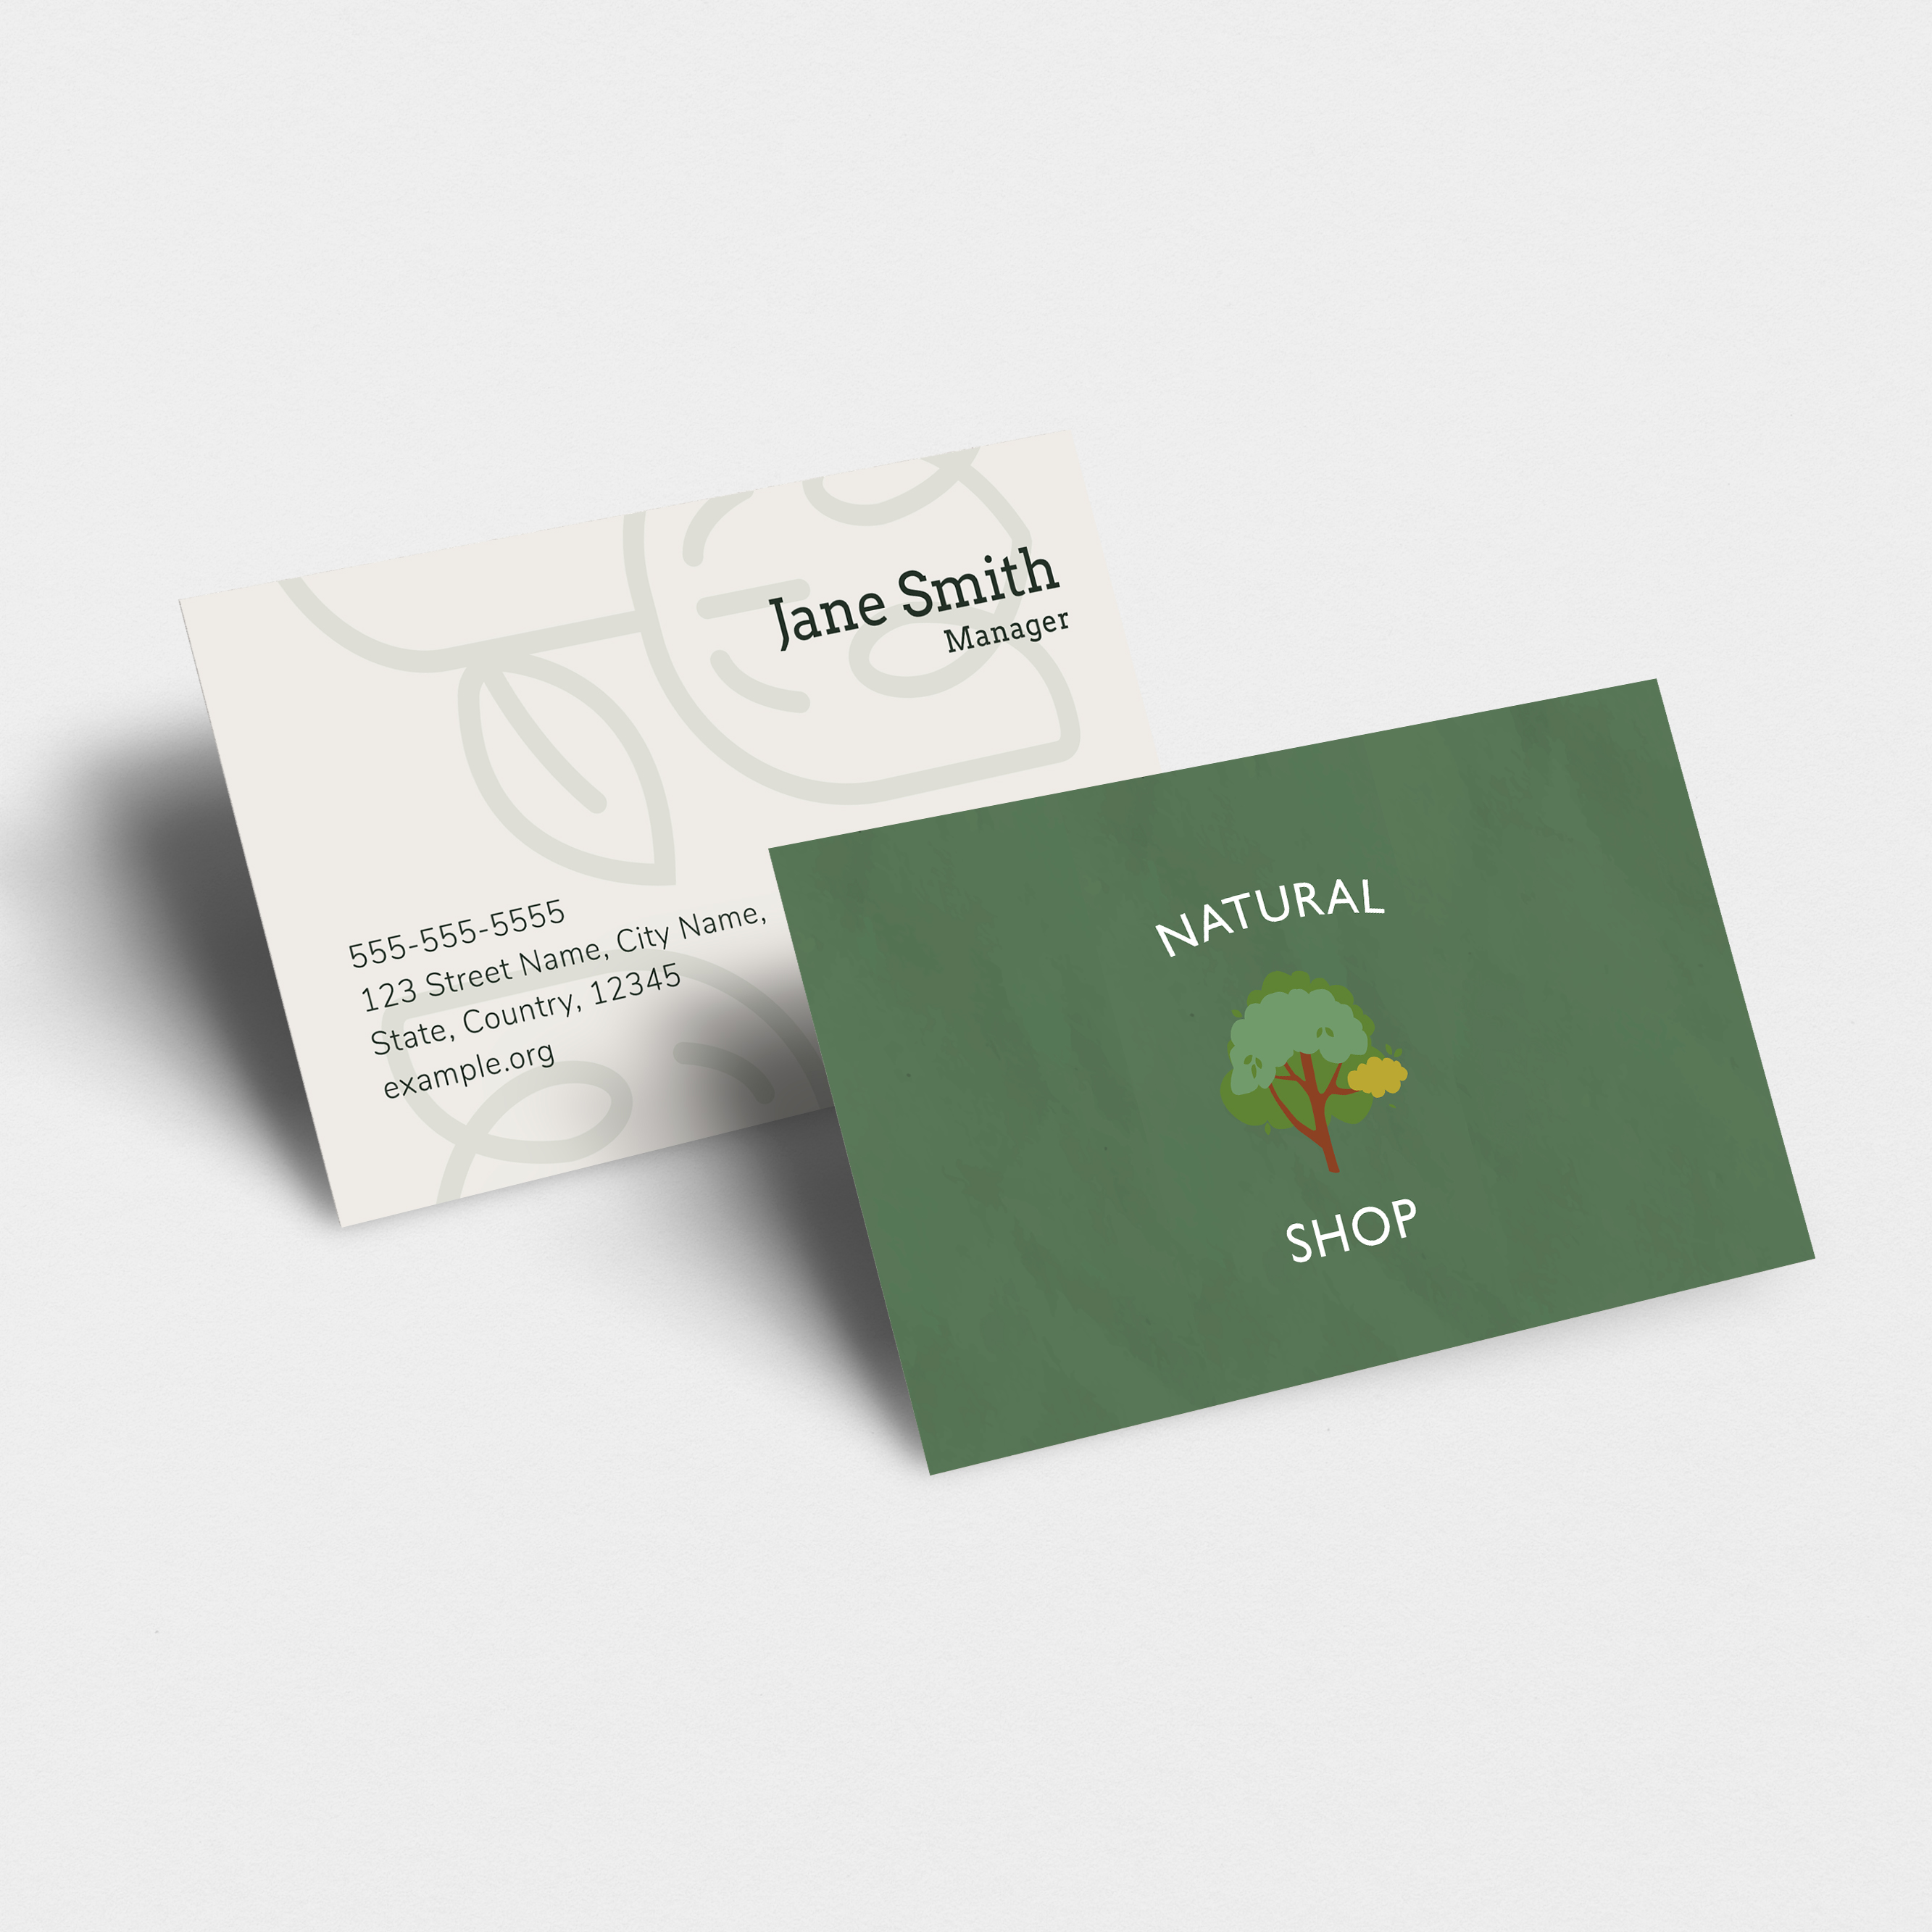 Jane Smith
Manager
555-555-5555
123 Street Name, City Name,
State, Country, 12345
example.org
NATURAL
SHOP